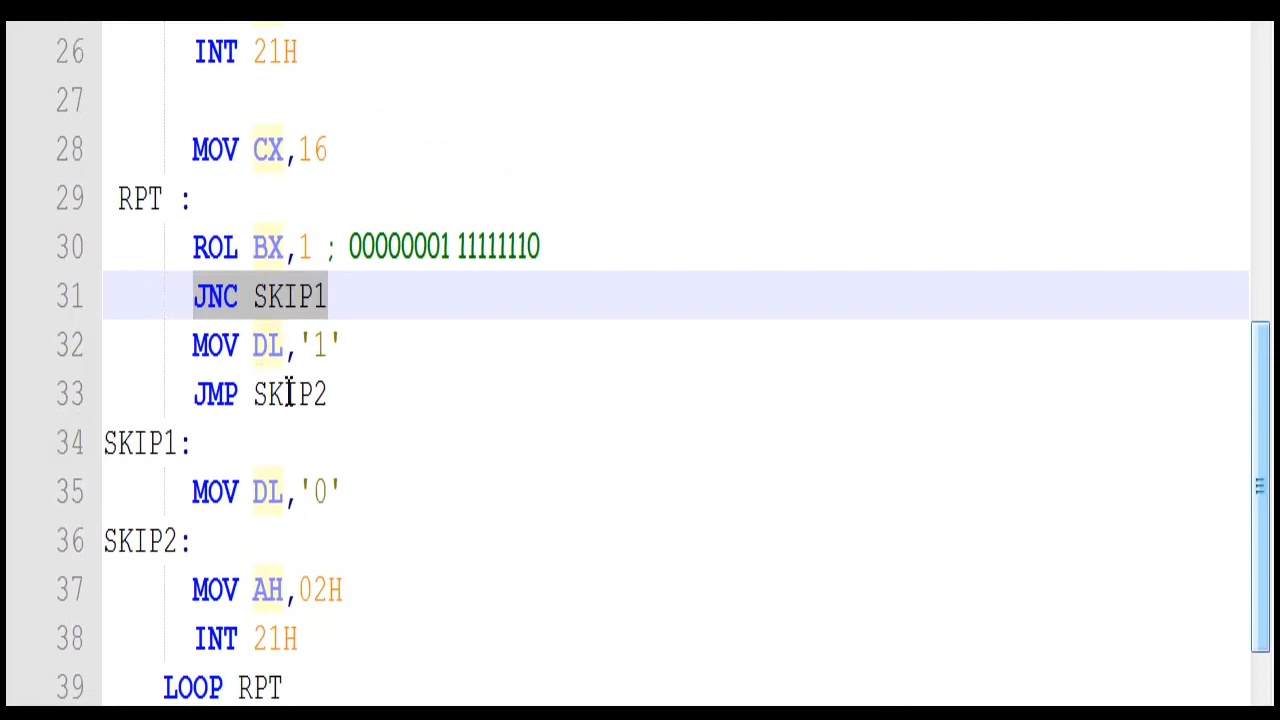 26 INT 21H
27
28 MOV CX,16
29 RPT :
30 ROL BX,1 ; 00000001 11111110
31 JNC SKIP1
32 MOV DL,'1'
33 JMP SKIP2
34 SKIP1:
35 MOV DL,'0'
36 SKIP2:
37 MOV AH,02H
38 INT 21H
39 LOOP RPT